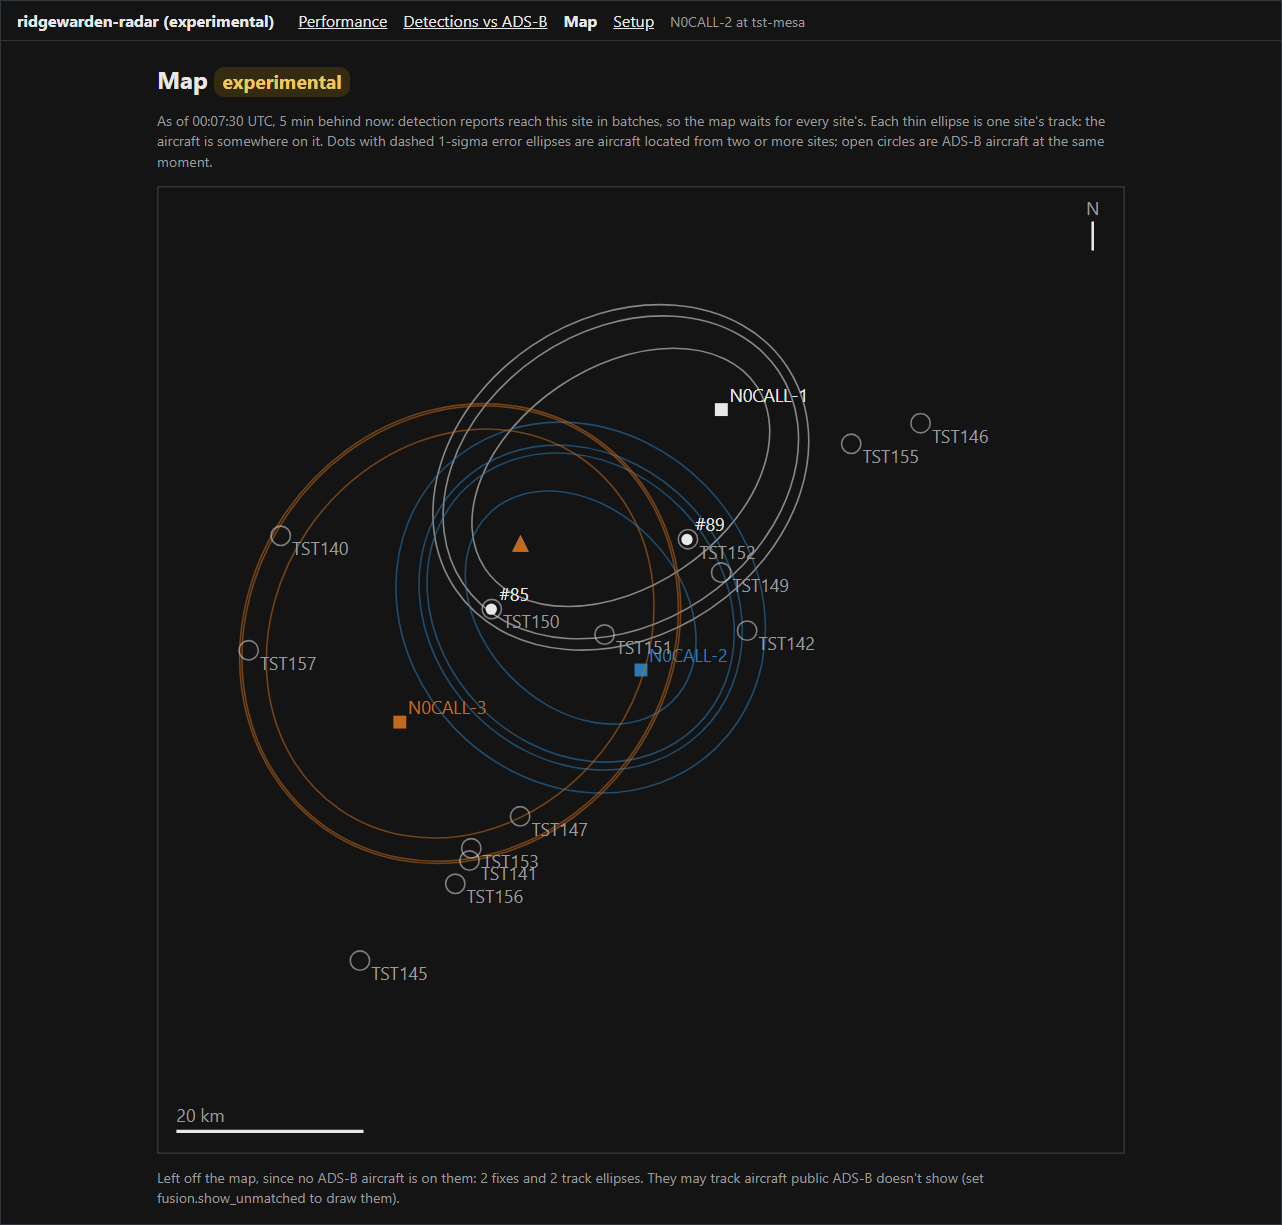 ridgewarden-radar (experimental) Performance Detections vs ADS-B Map Setup N0CALL-2 at tst-mesa
Map experimental
As of 00:07:30 UTC, 5 min behind now: detection reports reach this site in batches, so the map waits for every site's. Each thin ellipse is one site's track: the
aircraft is somewhere on it. Dots with dashed 1-sigma error ellipses are aircraft located from two or more sites; open circles are ADS-B aircraft at the same
moment.
N
N0CALL-1
TST146
TST155
#89
TST140
TST152
TST149
#85
TST150
TST142
TST151
N0CALL-2
TST157
N0CALL-3
TST147
TST153
TST141
TST156
TST145
20 km
Left off the map, since no ADS-B aircraft is on them: 2 fixes and 2 track ellipses. They may track aircraft public ADS-B doesn't show (set
fusion.show_unmatched to draw them).